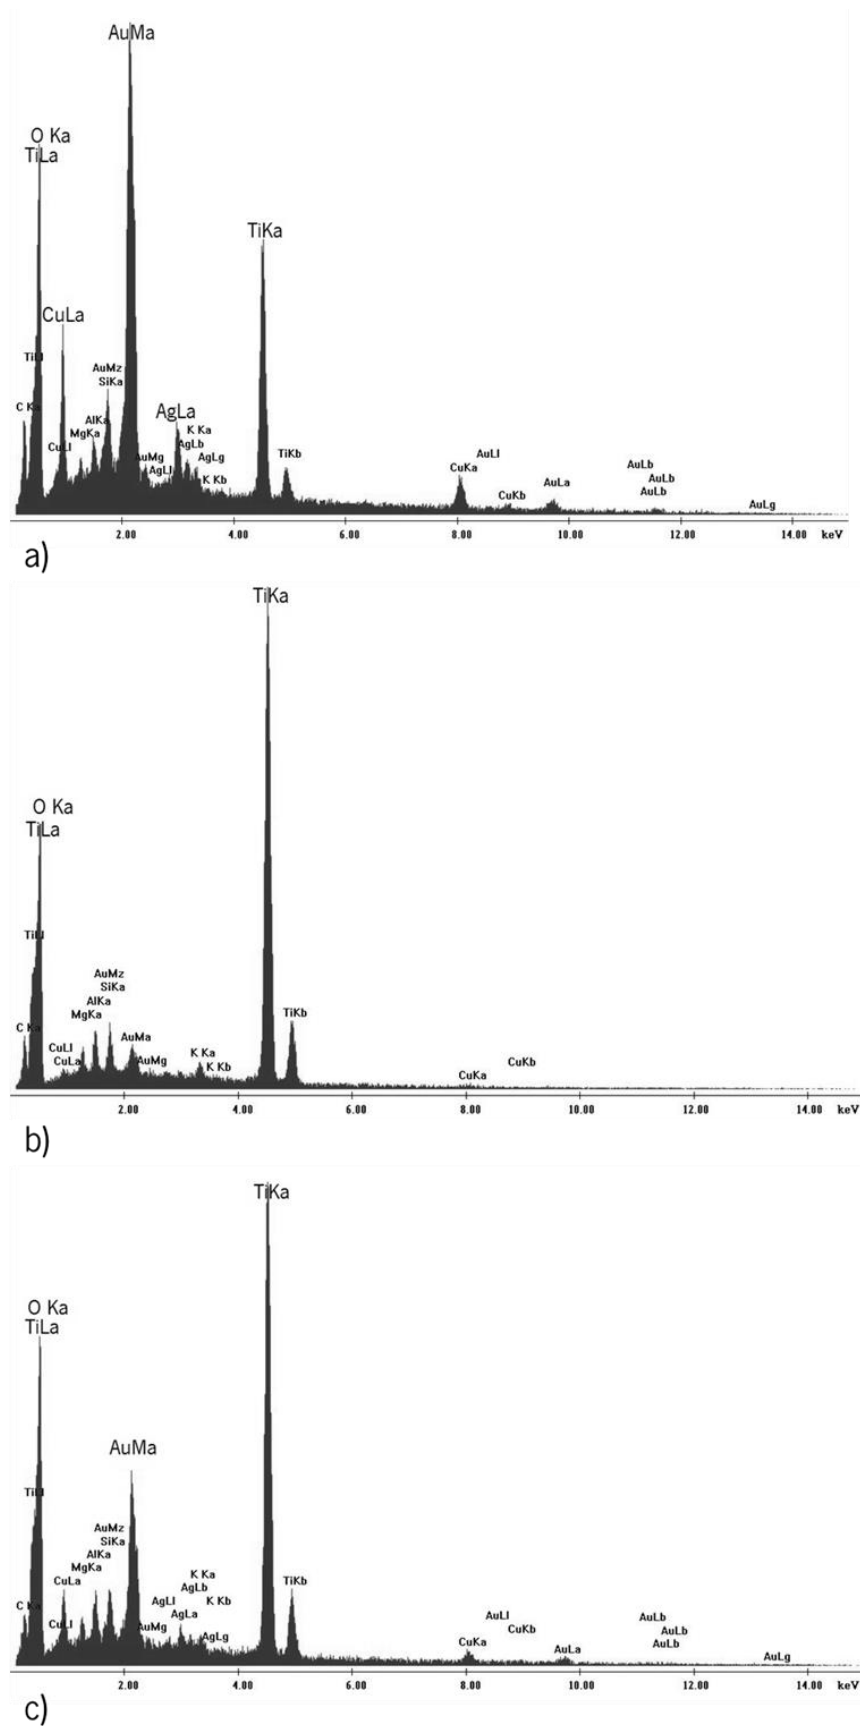 AuMa
O Ka
TiLa
TiKa
CuLa
TiLl
AuMz
SiKa
C Ka
AgLa
AlKa
K Ka
MgKa
AgLb
CuLl
AuMg
AgLg
TiKb
AuLl
AgLl
CuKa
AuLb
K Kb
AuLa
AuLb
CuKb
AuLb
AuLg
2.00 4.00 6.00 8.00 10.00 12.00 14.00 keV
a)
TiKa
O Ka
TiLa
TiLl
AuMz
SiKa
AlKa
MgKa
TiKb
C Ka
AuMa
CuLl
K Ka
CuLa
AuMg
K Kb
CuKa
CuKb
2.00 4.00 6.00 8.00 10.00 12.00 14.00 keV
b)
TiKa
O Ka
TiLa
AuMa
TiLl
AuMz
SiKa
AlKa
MgKa
K Ka
CuLa
AgLb
TiKb
AgLl
K Kb
C Ka
AgLa
CuLl
AuMg
AgLg
AuLl
CuKb
CuKa
AuLa
AuLb
AuLb
AuLb
AuLg
2.00 4.00 6.00 8.00 10.00 12.00 14.00 keV
c)